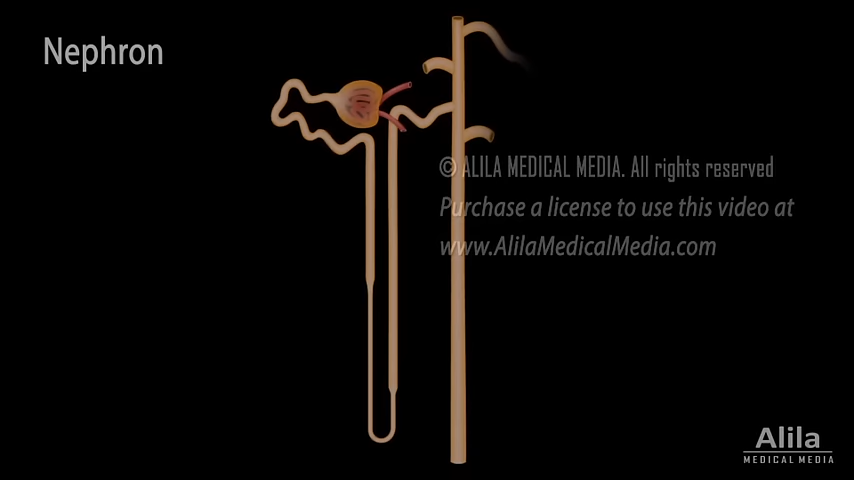 Nephron
© ALILA MEDICAL MEDIA. All rights reserved
Purchase a license to use this video at
www.AlilaMedicalMedia.com
Alila
MEDICAL MEDIA